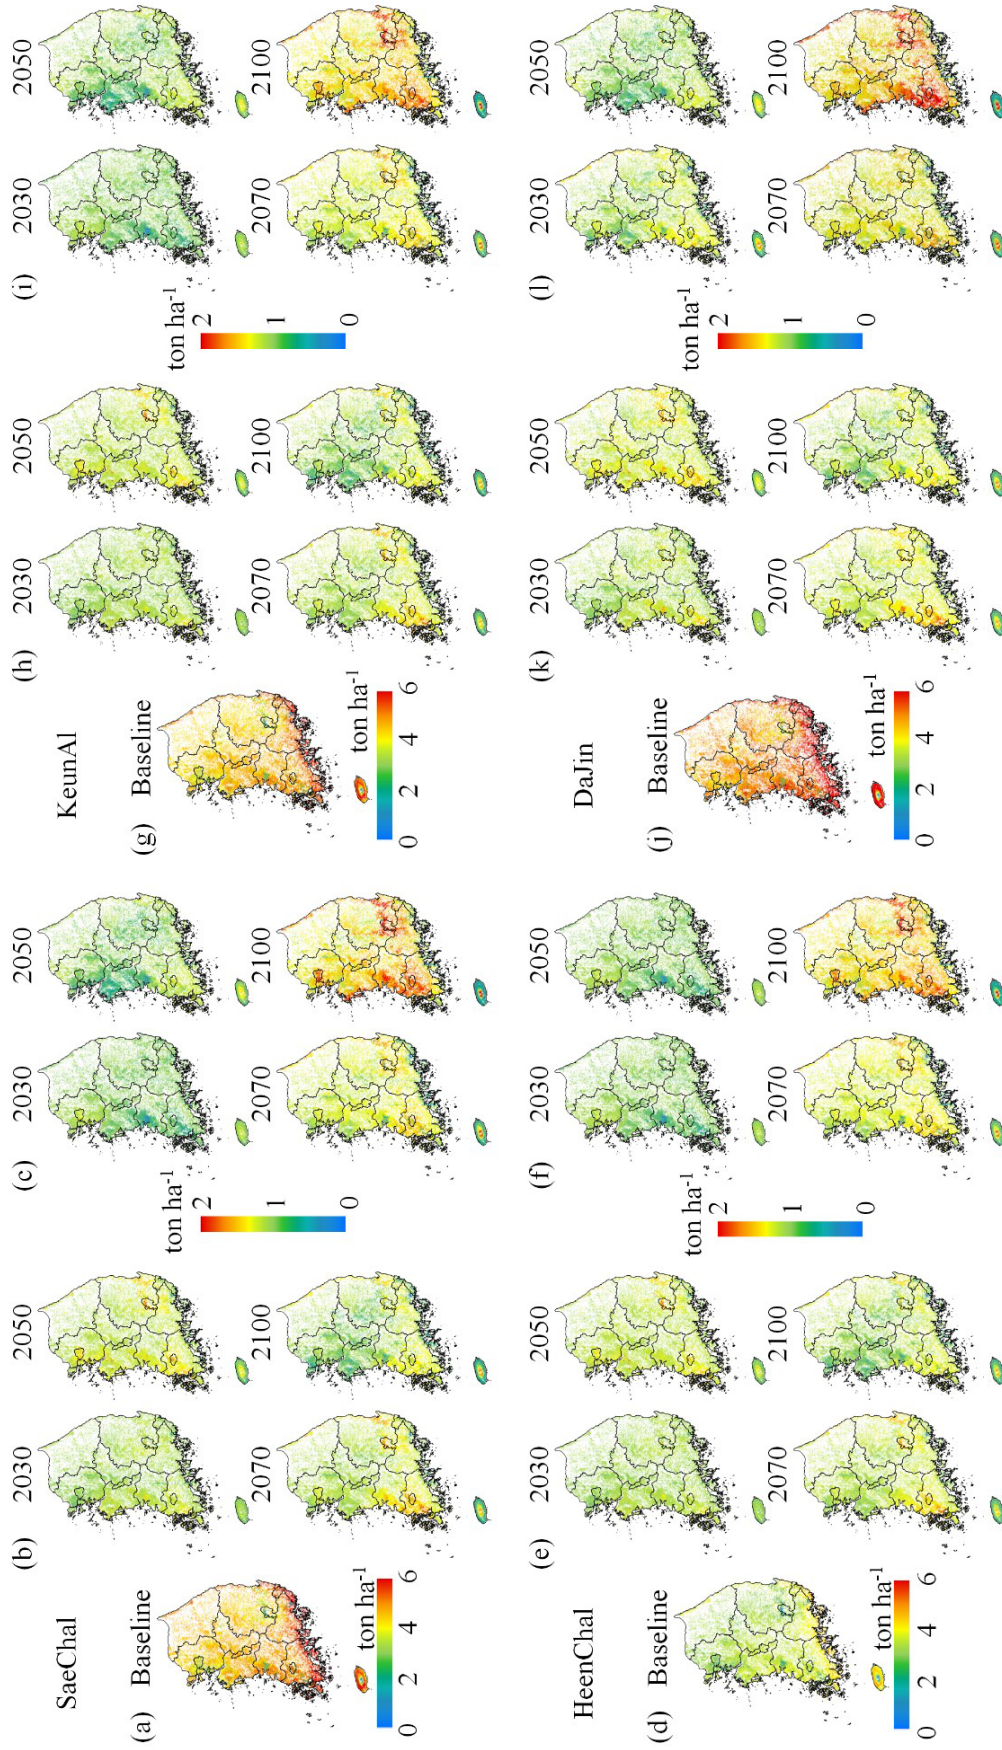 SaeChal
(a) Baseline
ton ha-1
0 2 4 6
(b) 2030 2050
2070 2100
ton ha-1
2
1
0
(c) 2030 2050
2070 2100
KeunAl
(g) Baseline
ton ha-1
0 2 4 6
(h) 2030 2050
2070 2100
ton ha-1
2
1
0
(i) 2030 2050
2070 2100
HeenChal
(d) Baseline
ton ha-1
0 2 4 6
(e) 2030 2050
2070 2100
ton ha-1
2
1
0
(f) 2030 2050
2070 2100
DaJin
(j) Baseline
ton ha-1
0 2 4 6
(k) 2030 2050
2070 2100
ton ha-1
2
1
0
(l) 2030 2050
2070 2100